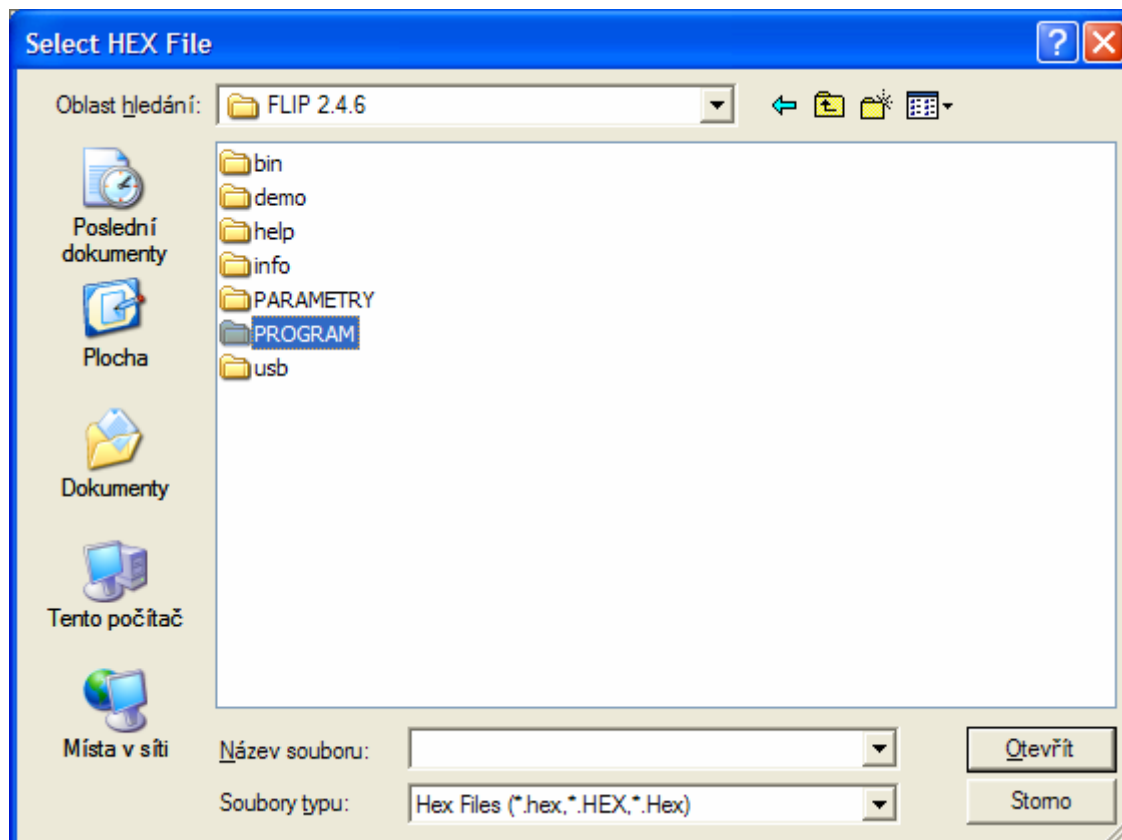 Select HEX File
Oblast hledání:
FLIP 2.4.6
bin
demo
help
info
PARAMETRY
PROGRAM
usb
Poslední
dokumenty
Plocha
Dokumenty
Tento počítač
Místa v síti
Název souboru:
Otevřít
Soubory typu:
Hex Files (*.hex,*.HEX,*.Hex)
Storno